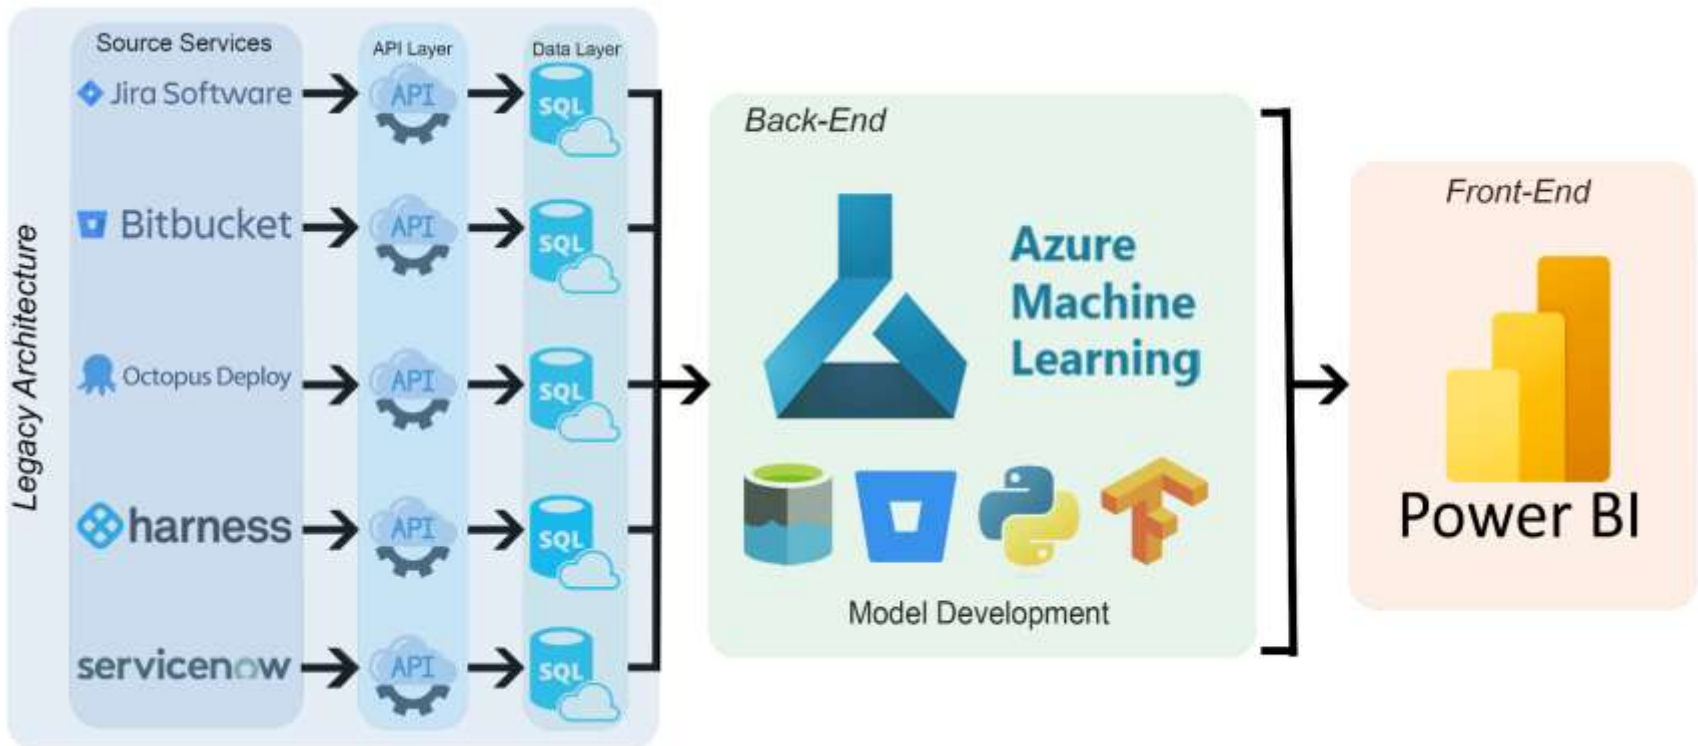 Legacy Architecture
Source Services
API Layer
Data Layer
Jira Software
API
SQL
Bitbucket
API
SQL
Octopus Deploy
API
SQL
harness
API
SQL
servicenow
API
SQL
Back-End
Azure
Machine
Learning
Model Development
Front-End
Power BI